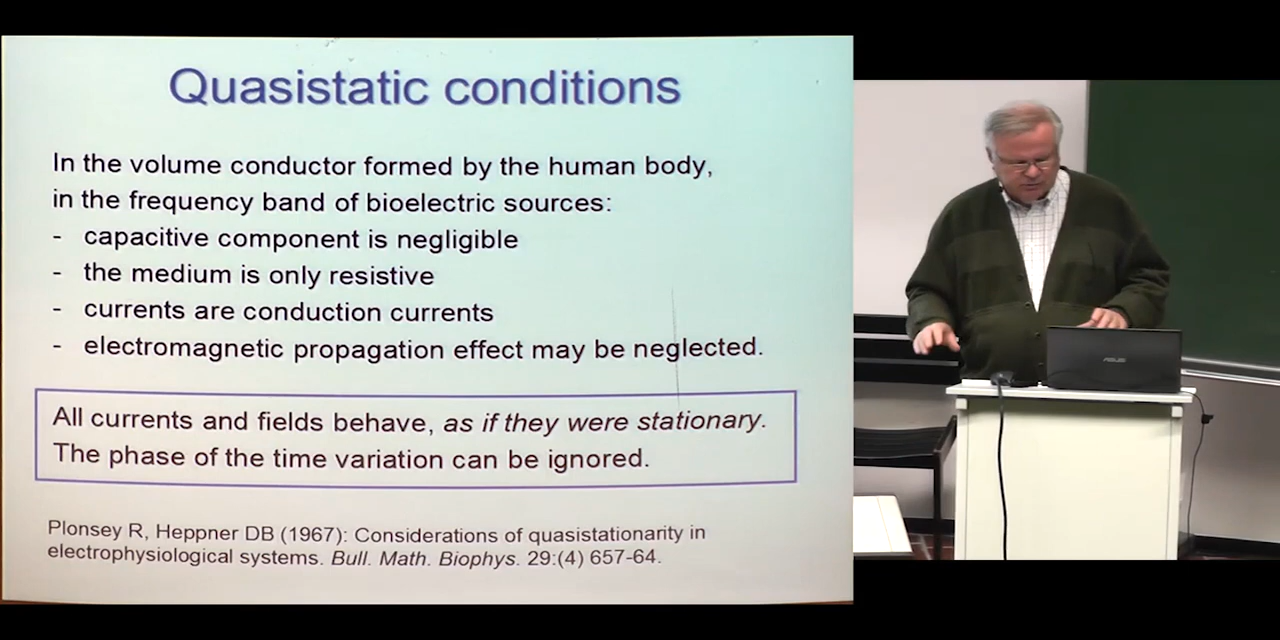 Quasistatic conditions
In the volume conductor formed by the human body,
in the frequency band of bioelectric sources:
- capacitive component is negligible
- the medium is only resistive
- currents are conduction currents
- electromagnetic propagation effect may be neglected.
All currents and fields behave, as if they were stationary.
The phase of the time variation can be ignored.
Plonsey R, Heppner DB (1967): Considerations of quasistationarity in
electrophysiological systems. Bull. Math. Biophys. 29:(4) 657-64.
ASUS